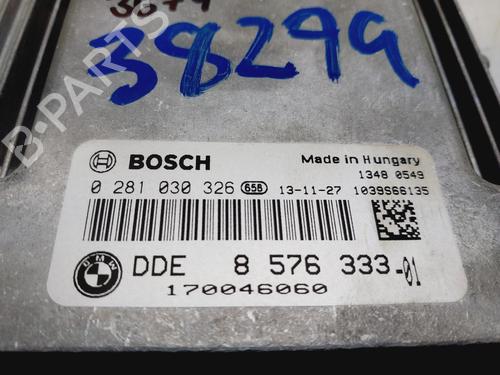 38299
BOSCH
Made in Hungary
1348 0549
0 281 030 326 658 13-11-27 1039S66135
BMW DDE 8 576 333-01
170046060
B-PARTS